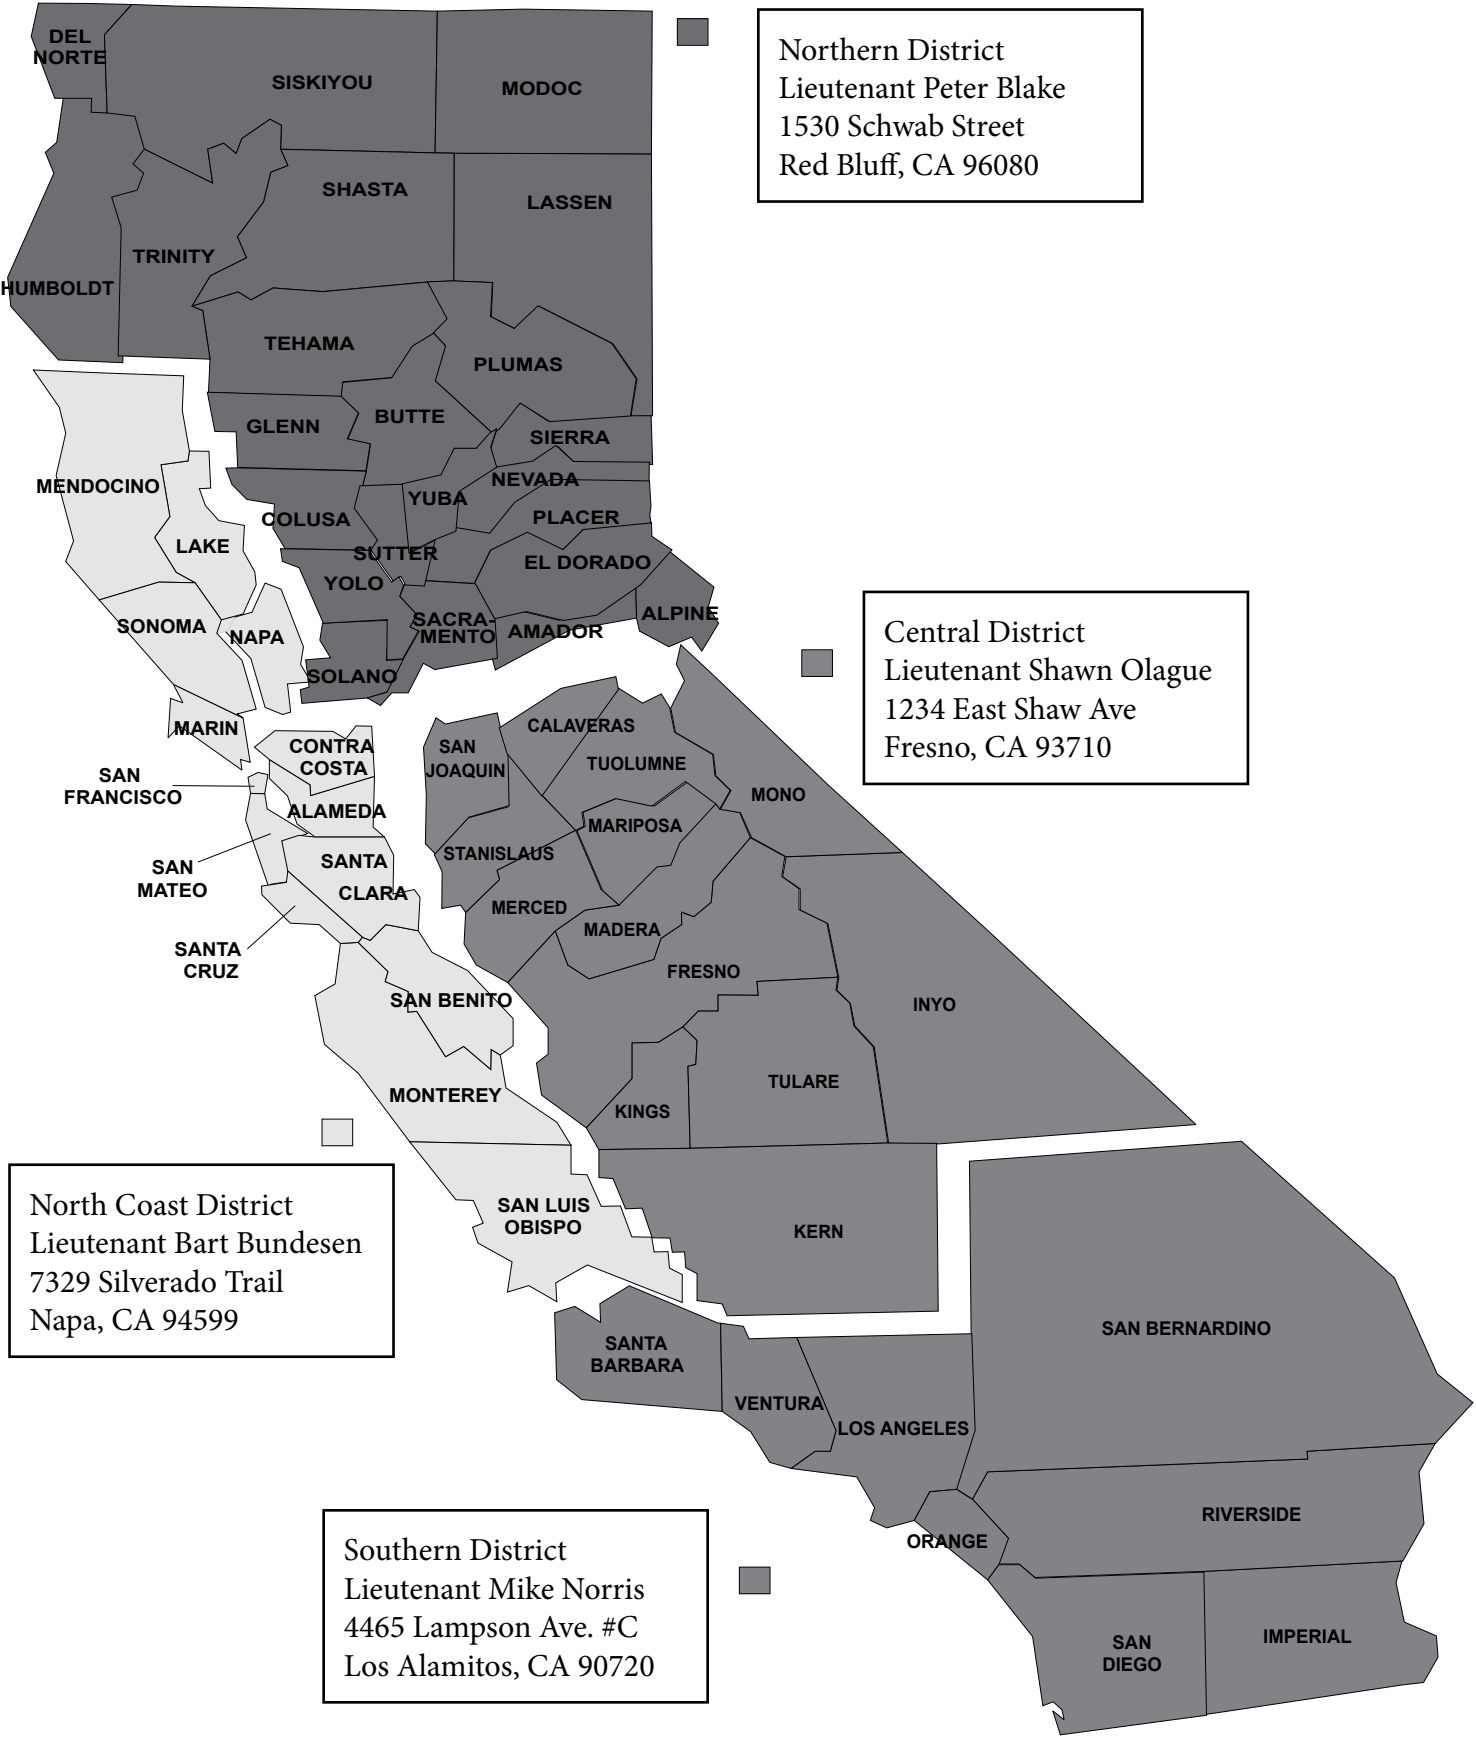 DEL
NORTE
SISKIYOU
MODOC
SHASTA
LASSEN
TRINITY
HUMBOLDT
TEHAMA
PLUMAS
GLENN
BUTTE
SIERRA
NEVADA
YUBA
COLUSA
PLACER
SUTTER
EL DORADO
YOLO
SACRA-
MENTO
AMADOR
ALPINE
SOLANO
Northern District
Lieutenant Peter Blake
1530 Schwab Street
Red Bluff, CA 96080
MENDOCINO
LAKE
SONOMA
NAPA
MARIN
CONTRA
COSTA
SAN
FRANCISCO
ALAMEDA
SAN
MATEO
SANTA
CLARA
SANTA
CRUZ
SAN BENITO
MONTEREY
SAN LUIS
OBISPO
North Coast District
Lieutenant Bart Bundesen
7329 Silverado Trail
Napa, CA 94599
Central District
Lieutenant Shawn Olague
1234 East Shaw Ave
Fresno, CA 93710
CALAVERAS
SAN
JOAQUIN
TUOLUMNE
MONO
MARIPOSA
STANISLAUS
MERCED
MADERA
FRESNO
INYO
TULARE
KINGS
KERN
SAN BERNARDINO
SANTA
BARBARA
VENTURA
LOS ANGELES
RIVERSIDE
ORANGE
SAN
DIEGO
IMPERIAL
Southern District
Lieutenant Mike Norris
4465 Lampson Ave. #C
Los Alamitos, CA 90720